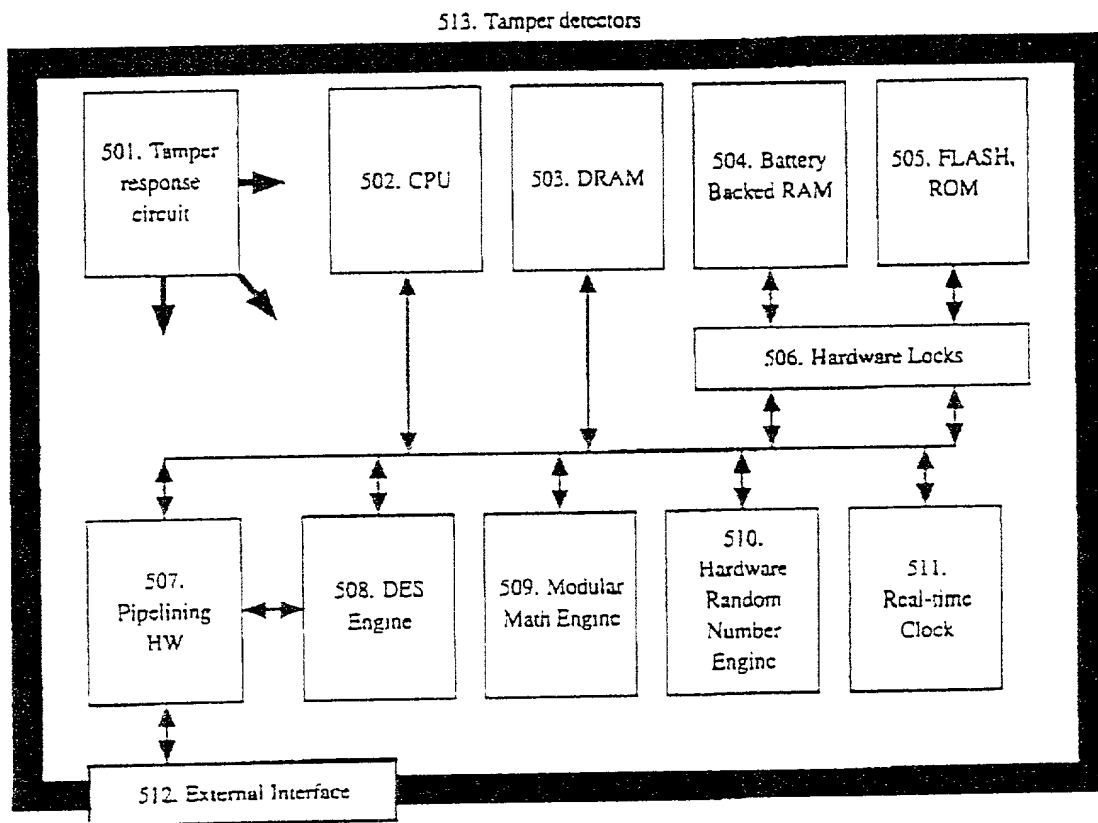 513. Tamper detectors
501. Tamper
response
circuit
502. CPU
503. DRAM
504. Battery
Backed RAM
505. FLASH,
ROM
506. Hardware Locks
507.
Pipelining
HW
508. DES
Engine
509. Modular
Math Engine
510.
Hardware
Random
Number
Engine
511.
Real-time
Clock
512. External Interface